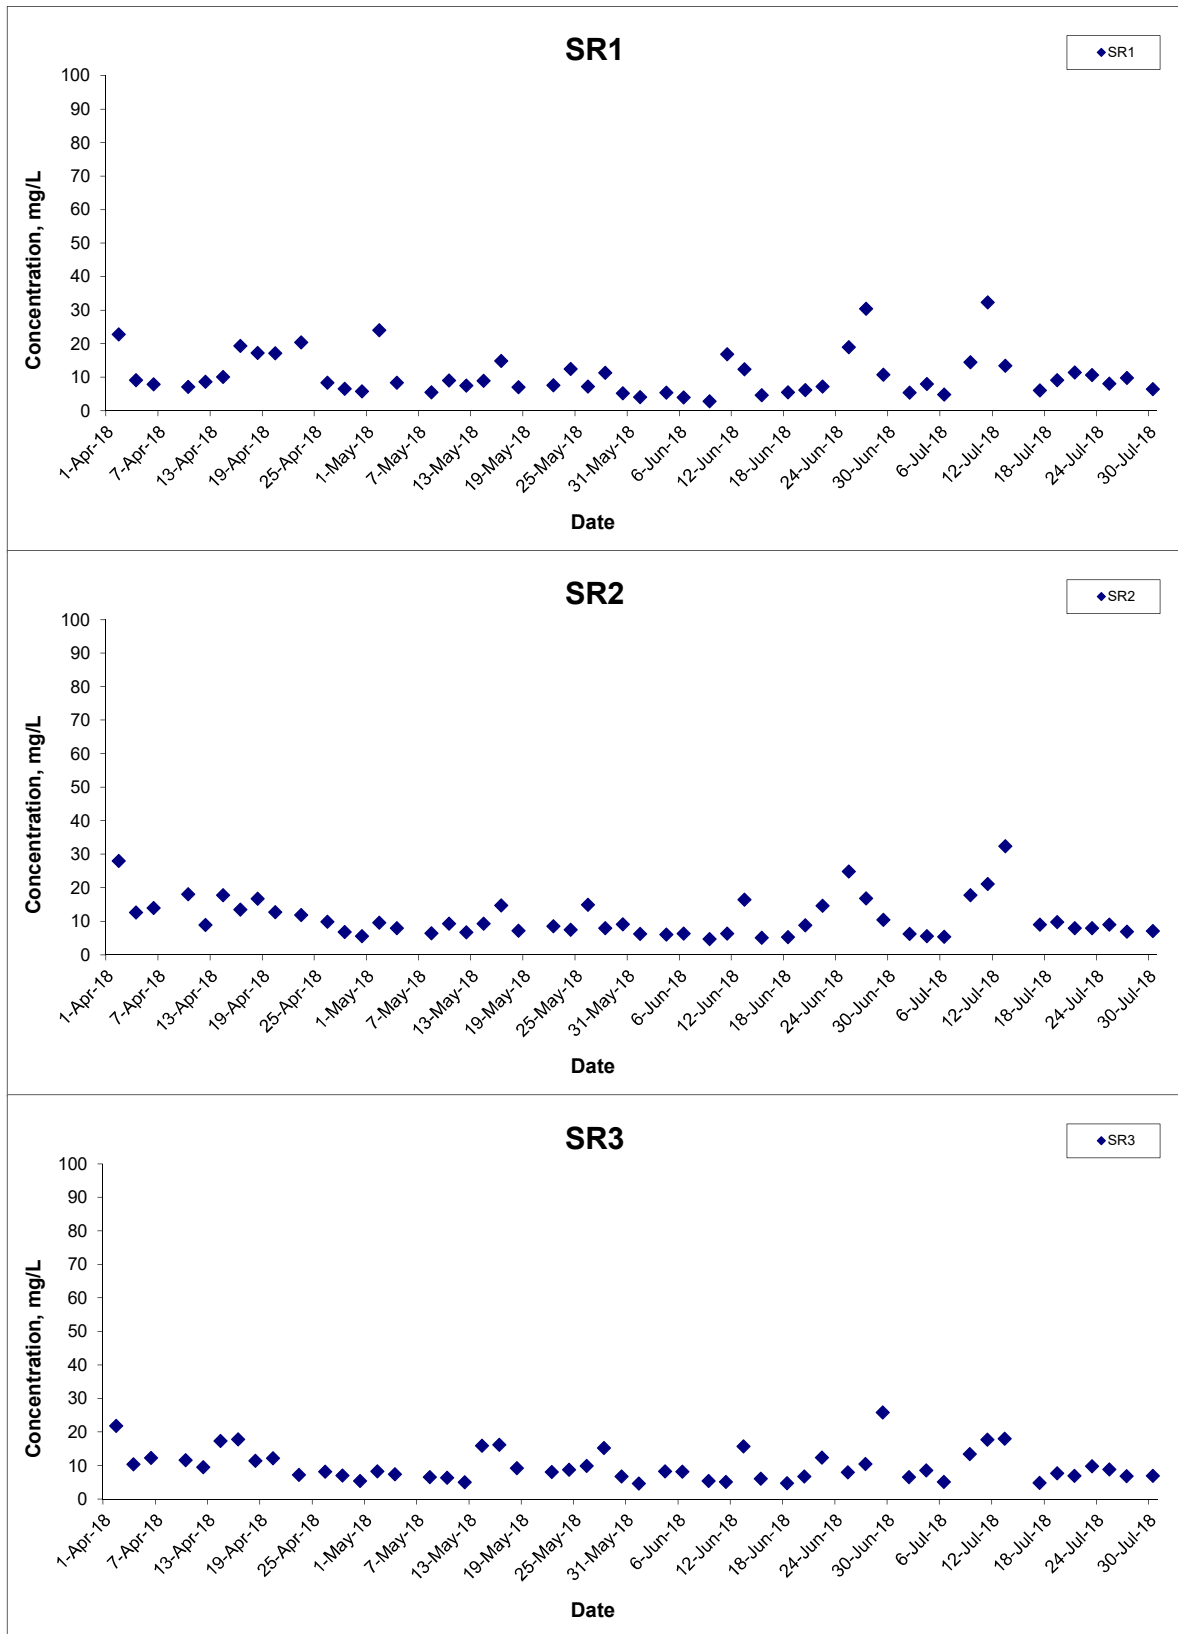 SR1
SR1
100
90
80
70
60
50
40
30
20
10
0
Concentration, mg/L
1-Apr-18
7-Apr-18
13-Apr-18
19-Apr-18
25-Apr-18
1-May-18
7-May-18
13-May-18
19-May-18
25-May-18
31-May-18
6-Jun-18
12-Jun-18
18-Jun-18
24-Jun-18
30-Jun-18
6-Jul-18
12-Jul-18
18-Jul-18
24-Jul-18
30-Jul-18
Date
SR2
SR2
100
90
80
70
60
50
40
30
20
10
0
Concentration, mg/L
1-Apr-18
7-Apr-18
13-Apr-18
19-Apr-18
25-Apr-18
1-May-18
7-May-18
13-May-18
19-May-18
25-May-18
31-May-18
6-Jun-18
12-Jun-18
18-Jun-18
24-Jun-18
30-Jun-18
6-Jul-18
12-Jul-18
18-Jul-18
24-Jul-18
30-Jul-18
Date
SR3
SR3
100
90
80
70
60
50
40
30
20
10
0
Concentration, mg/L
1-Apr-18
7-Apr-18
13-Apr-18
19-Apr-18
25-Apr-18
1-May-18
7-May-18
13-May-18
19-May-18
25-May-18
31-May-18
6-Jun-18
12-Jun-18
18-Jun-18
24-Jun-18
30-Jun-18
6-Jul-18
12-Jul-18
18-Jul-18
24-Jul-18
30-Jul-18
Date